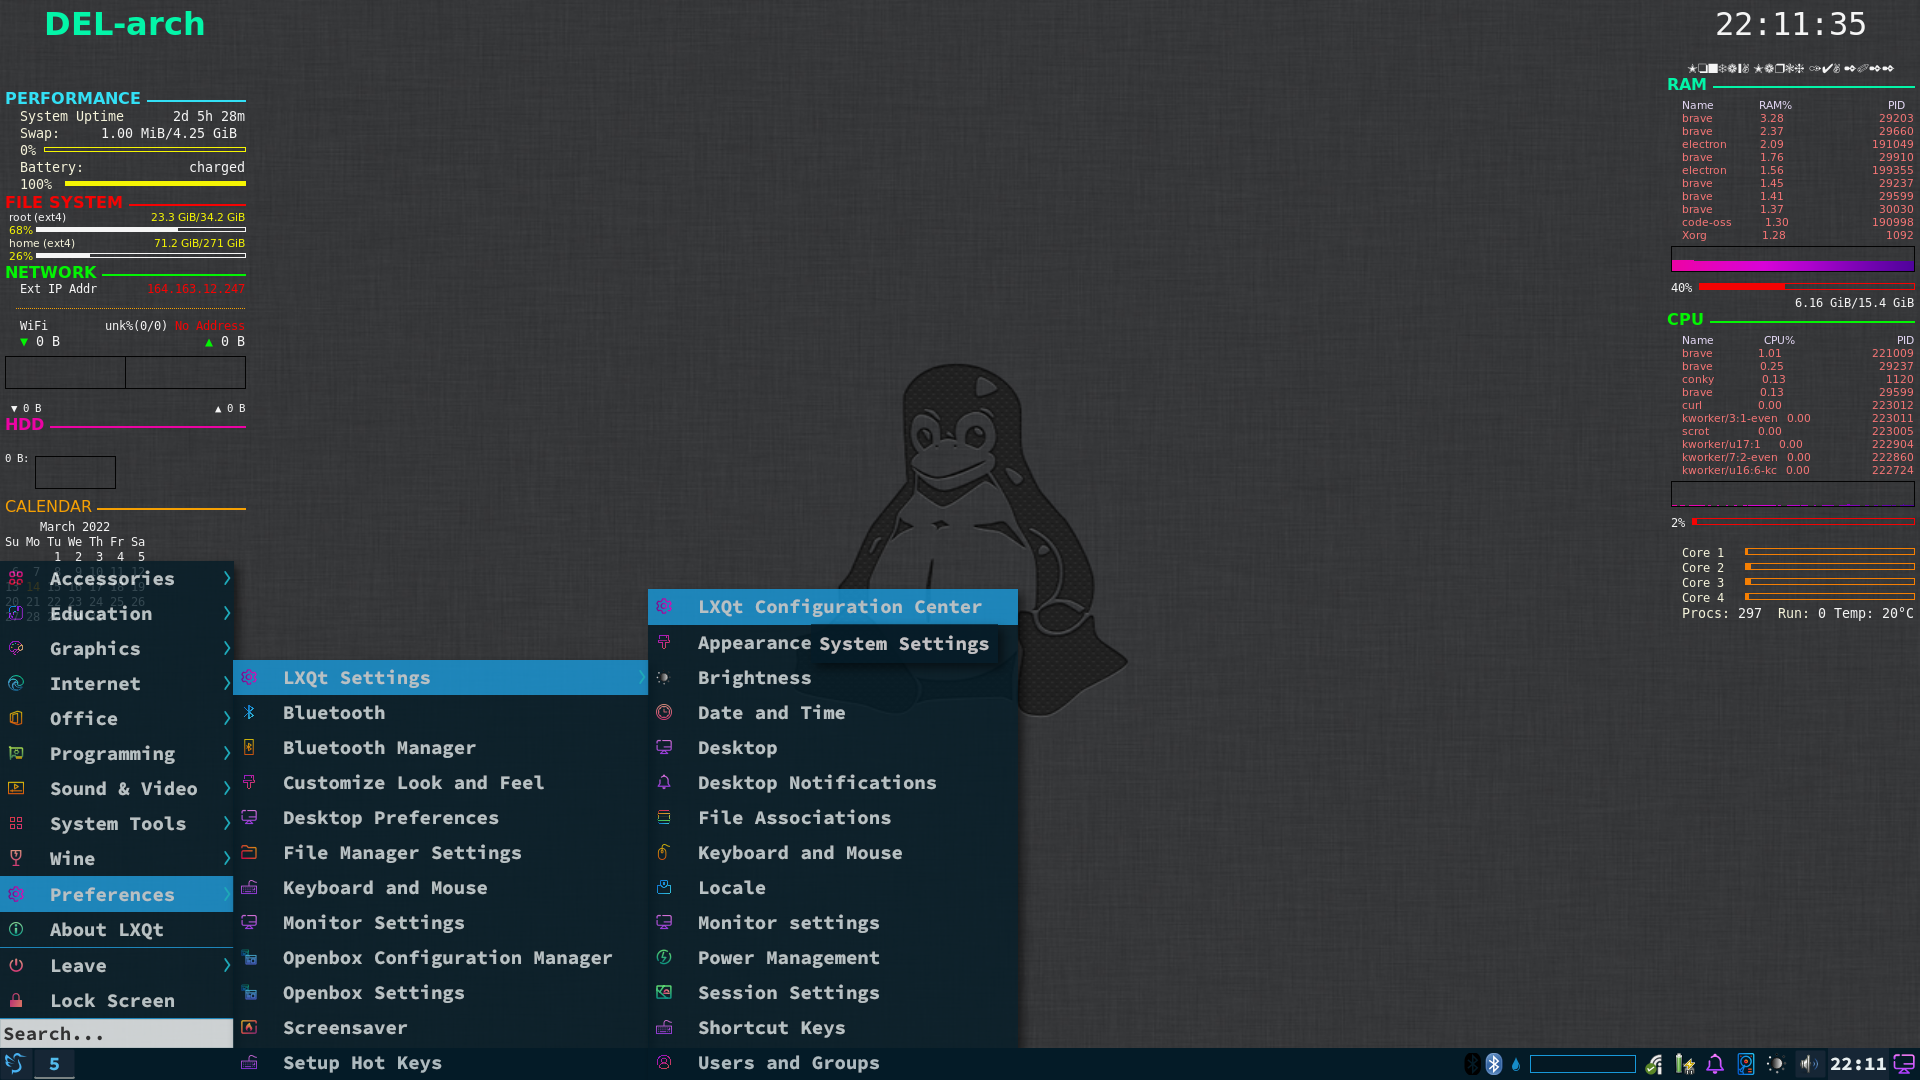 DEL-arch
PERFORMANCE
System Uptime 2d 5h 28m
Swap: 1.00 MiB/4.25 GiB
0%
Battery: charged
100%
FILE SYSTEM
root (ext4) 23.3 GiB/34.2 GiB
68%
home (ext4) 71.2 GiB/271 GiB
26%
NETWORK
Ext IP Addr 164.163.12.247
WiFi unk%(0/0) No Address
▼ 0 B ▲ 0 B
▼ 0 B ▲ 0 B
HDD
0 B:
CALENDAR
March 2022
Su Mo Tu We Th Fr Sa
1 2 3 4 5
Accessories
Education
Graphics
Internet
Office
Programming
Sound & Video
System Tools
Wine
Preferences
About LXQt
Leave
Lock Screen
Search...
5
LXQt Settings
Bluetooth
Bluetooth Manager
Customize Look and Feel
Desktop Preferences
File Manager Settings
Keyboard and Mouse
Monitor Settings
Openbox Configuration Manager
Openbox Settings
Screensaver
Setup Hot Keys
LXQt Configuration Center
Appearance
System Settings
Brightness
Date and Time
Desktop
Desktop Notifications
File Associations
Keyboard and Mouse
Locale
Monitor settings
Power Management
Session Settings
Shortcut Keys
Users and Groups
22:11:35
RAM
Name RAM% PID
brave 3.28 29203
brave 2.37 29660
electron 2.09 191049
brave 1.76 29910
electron 1.56 199355
brave 1.45 29237
brave 1.41 29599
brave 1.37 30030
code-oss 1.30 190998
Xorg 1.28 1092
40%
6.16 GiB/15.4 GiB
CPU
Name CPU% PID
brave 1.01 221009
brave 0.25 29237
conky 0.13 1120
brave 0.13 29599
curl 0.00 223012
kworker/3:1-even 0.00 223011
scrot 0.00 223005
kworker/u17:1 0.00 222904
kworker/7:2-even 0.00 222860
kworker/u16:6-kc 0.00 222724
2%
Core 1
Core 2
Core 3
Core 4
Procs: 297 Run: 0 Temp: 20°C
22:11